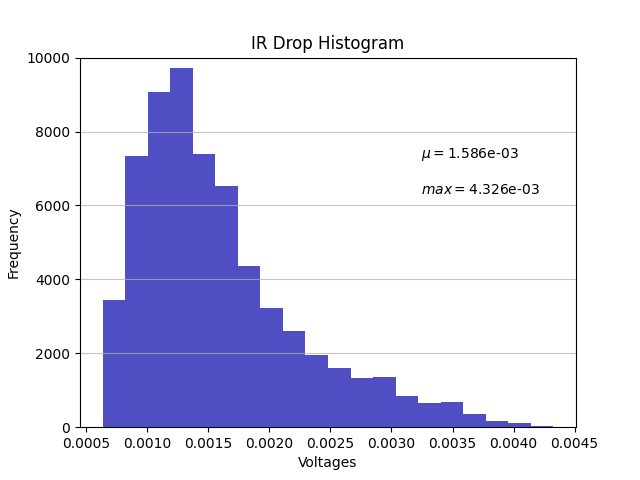 IR Drop Histogram
10000
8000
6000
4000
2000
0
Frequency
μ = 1.586e-03
max = 4.326e-03
0.0005 0.0010 0.0015 0.0020 0.0025 0.0030 0.0035 0.0040 0.0045
Voltages